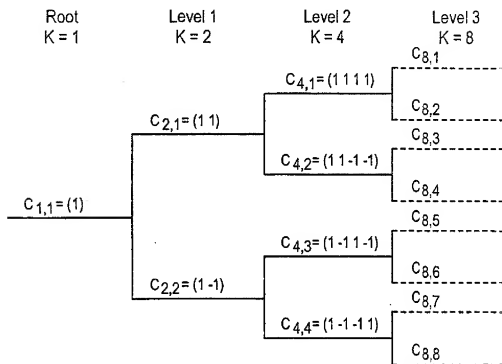 Root Level 1 Level 2 Level 3
K = 1 K = 2 K = 4 K = 8
C8,1
C4,1 = (1 1 1 1)
C8,2
C2,1 = (1 1)
C8,3
C4,2 = (1 1 -1 -1)
C8,4
C1,1 = (1)
C8,5
C4,3 = (1 -1 1 -1)
C8,6
C2,2 = (1 -1)
C8,7
C4,4 = (1 -1 -1 1)
C8,8